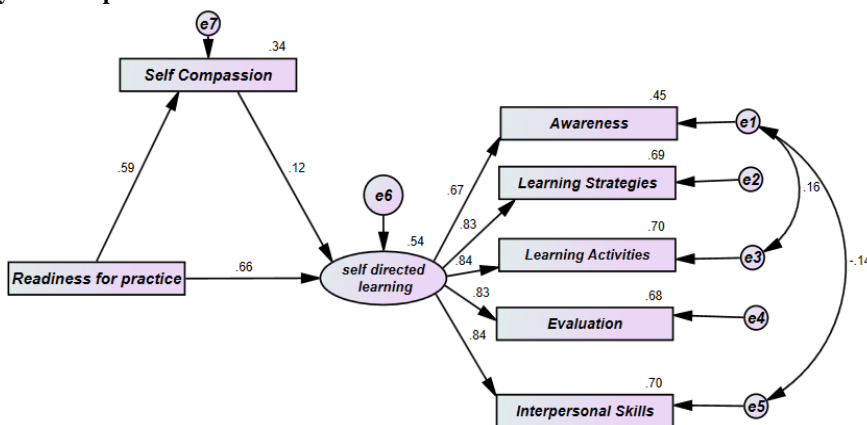 e7
.34
Self Compassion
.45
Awareness
e1
.69
.59
.12
.67
Learning Strategies
e2
.16
e6
.83
.70
.54
Readiness for practice
.66
self directed
learning
.84
Learning Activities
e3
-.14
.83
.68
Evaluation
e4
.84
.70
Interpersonal Skills
e5